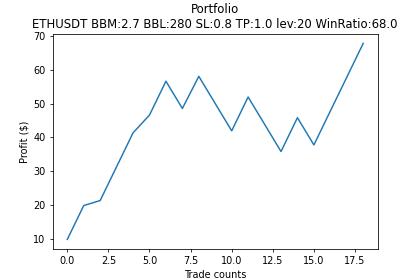 Portfolio
ETHUSDT BBM:2.7 BBL:280 SL:0.8 TP:1.0 lev:20 WinRatio:68.0
70
60
50
40
30
20
10
Profit ($)
0.0 2.5 5.0 7.5 10.0 12.5 15.0 17.5
Trade counts